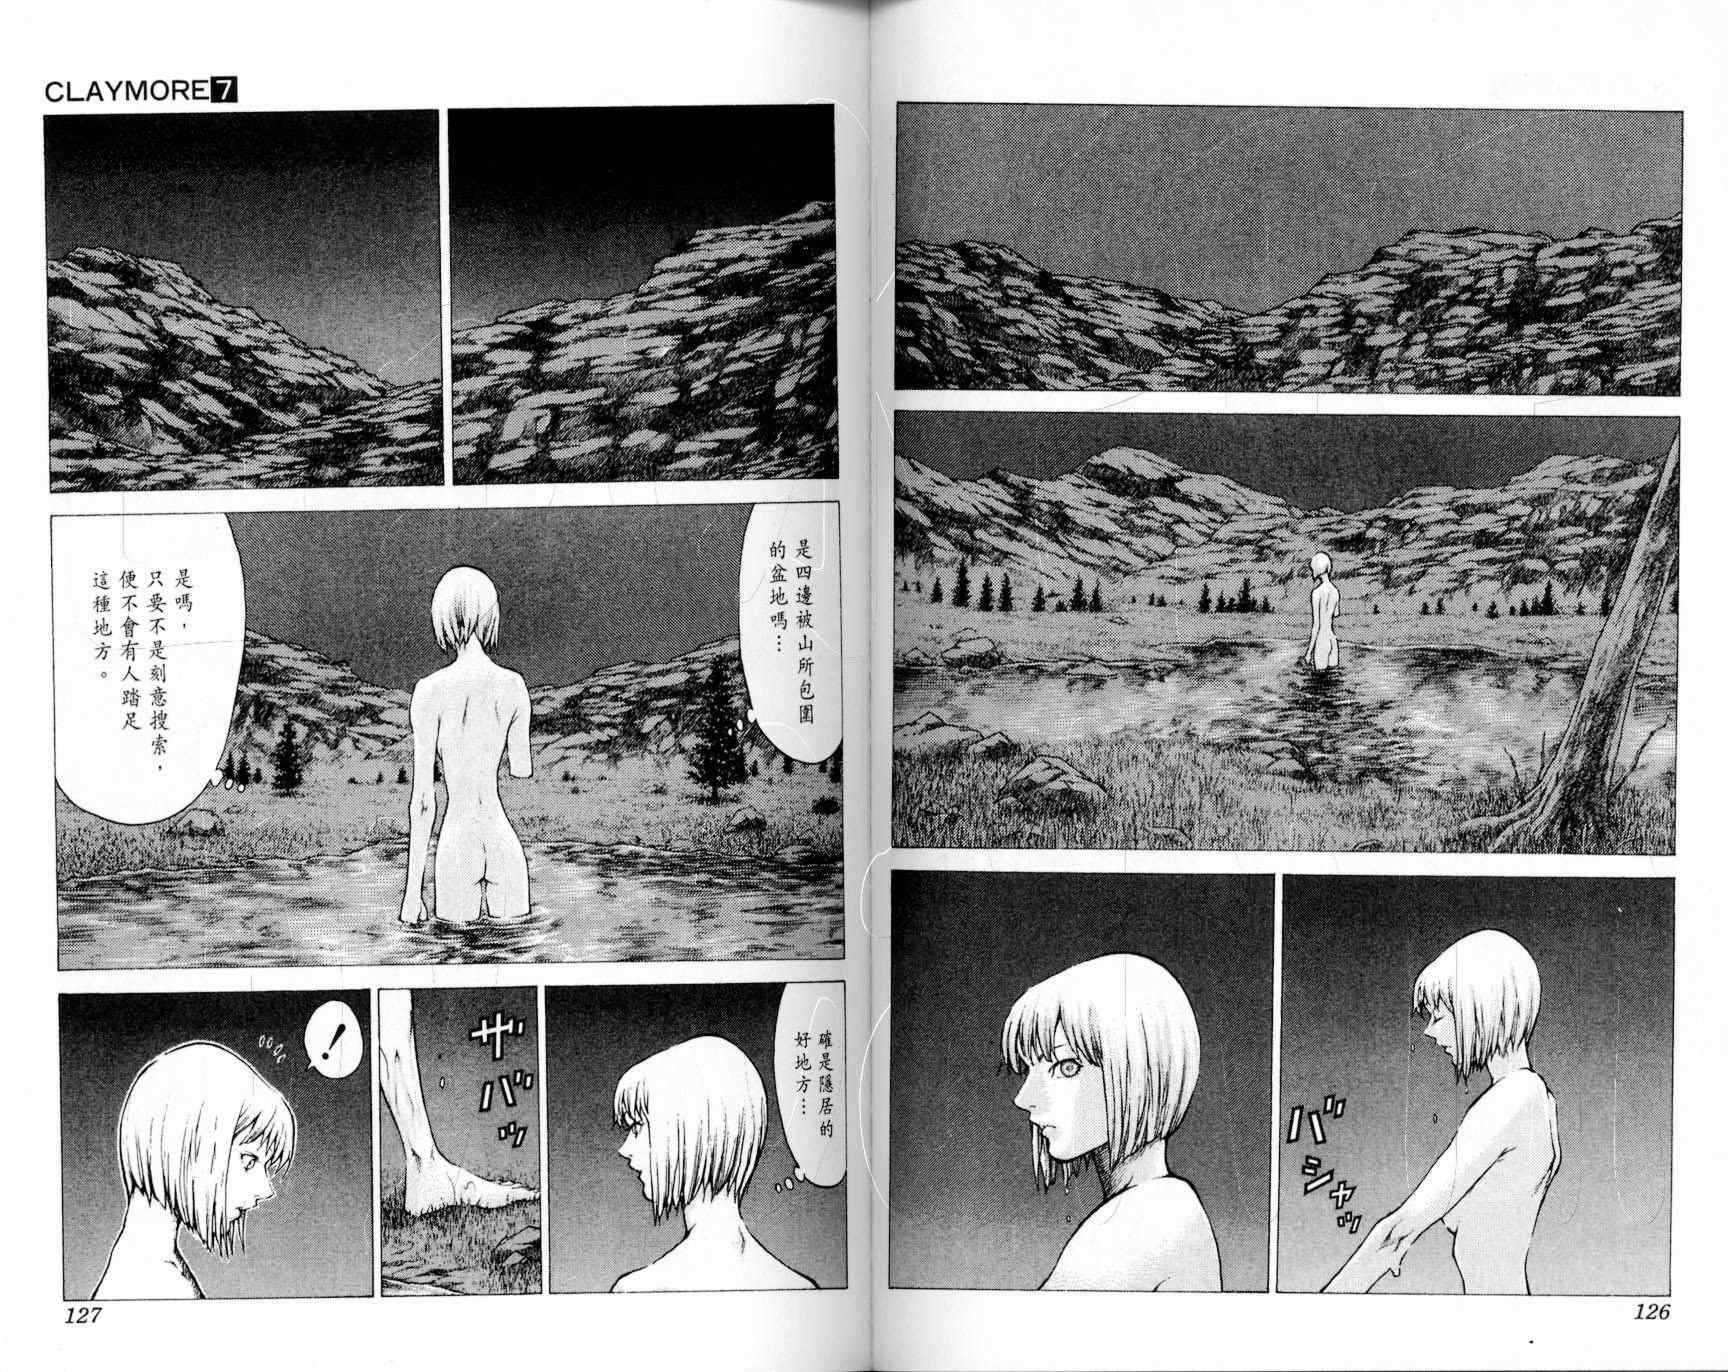 CLAYMORE 7
バ
シャッ
126
是四邊被山所包圍
的盆地嗎…
是嗎，
只要不是刻意搜索，
便不會有人踏足
這種地方。
確是隱居的
好地方…
ザ
バ
ッ
!
127